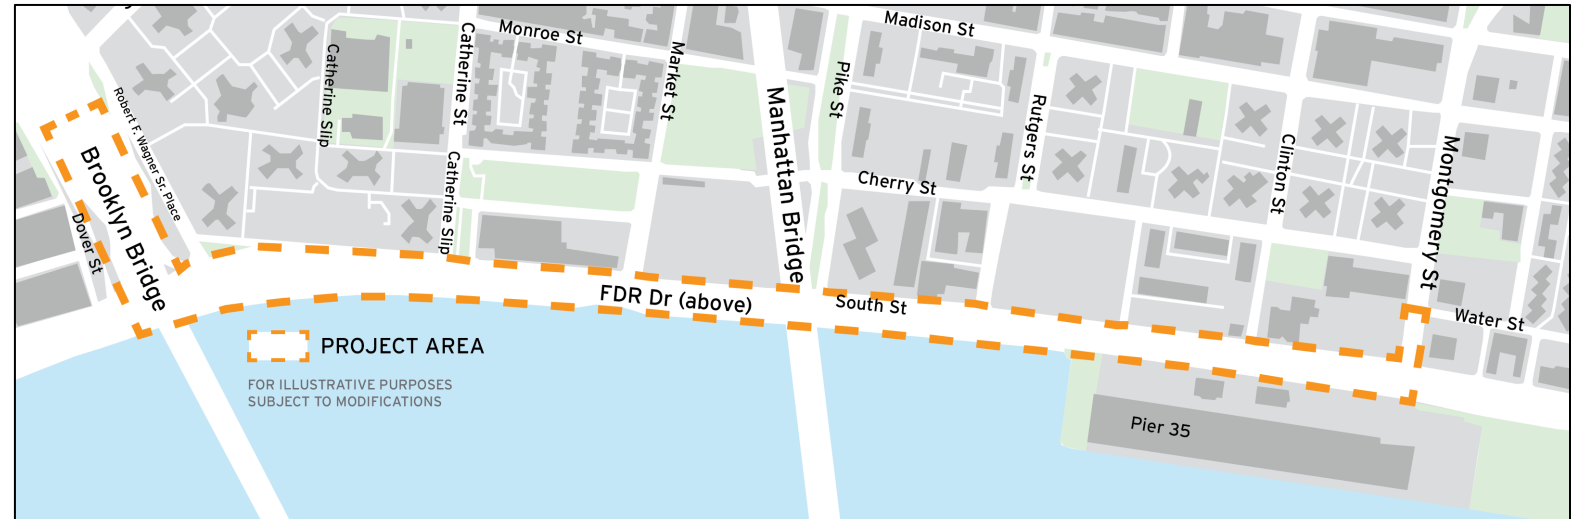 Monroe St
Madison St
Catherine Slip
Catherine St
Market St
Pike St
Manhattan Bridge
Robert F. Wagner Sr. Place
Rutgers St
Clinton St
Montgomery St
Brooklyn Bridge
Catherine Slip
Cherry St
Dover St
FDR Dr (above)
South St
Water St
PROJECT AREA
FOR ILLUSTRATIVE PURPOSES
SUBJECT TO MODIFICATIONS
Pier 35